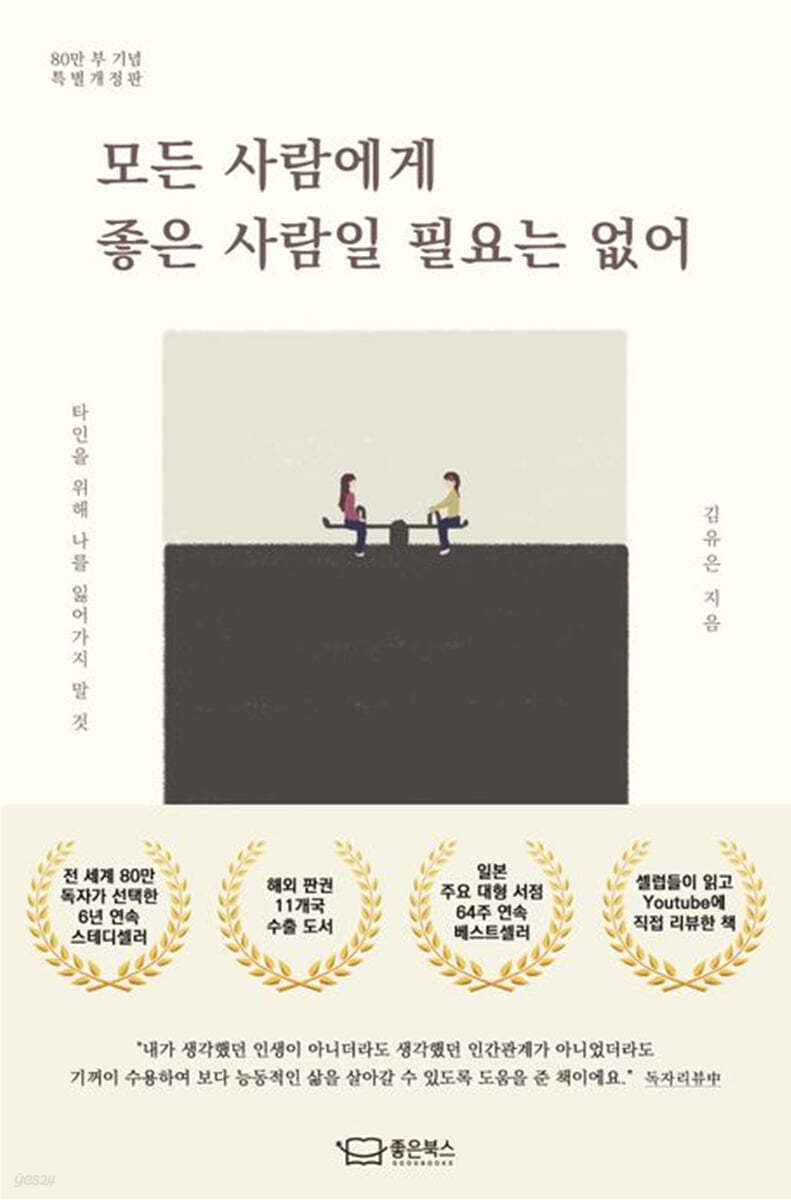 80만 부 기념
특별개정판
모든 사람에게
좋은 사람일 필요는 없어
타인을 위해 나를 잃어가지 말 것
김유은 지음
전 세계 80만
독자가 선택한
6년 연속
스테디셀러
해외 판권
11개국
수출 도서
일본
주요 대형 서점
64주 연속
베스트셀러
셀럽들이 읽고
Youtube에
직접 리뷰한 책
"내가 생각했던 인생이 아니더라도 생각했던 인간관계가 아니었더라도
기꺼이 수용하여 보다 능동적인 삶을 살아갈 수 있도록 도움을 준 책이에요." 독자리뷰中
좋은북스
GOODBOOKS
yes24